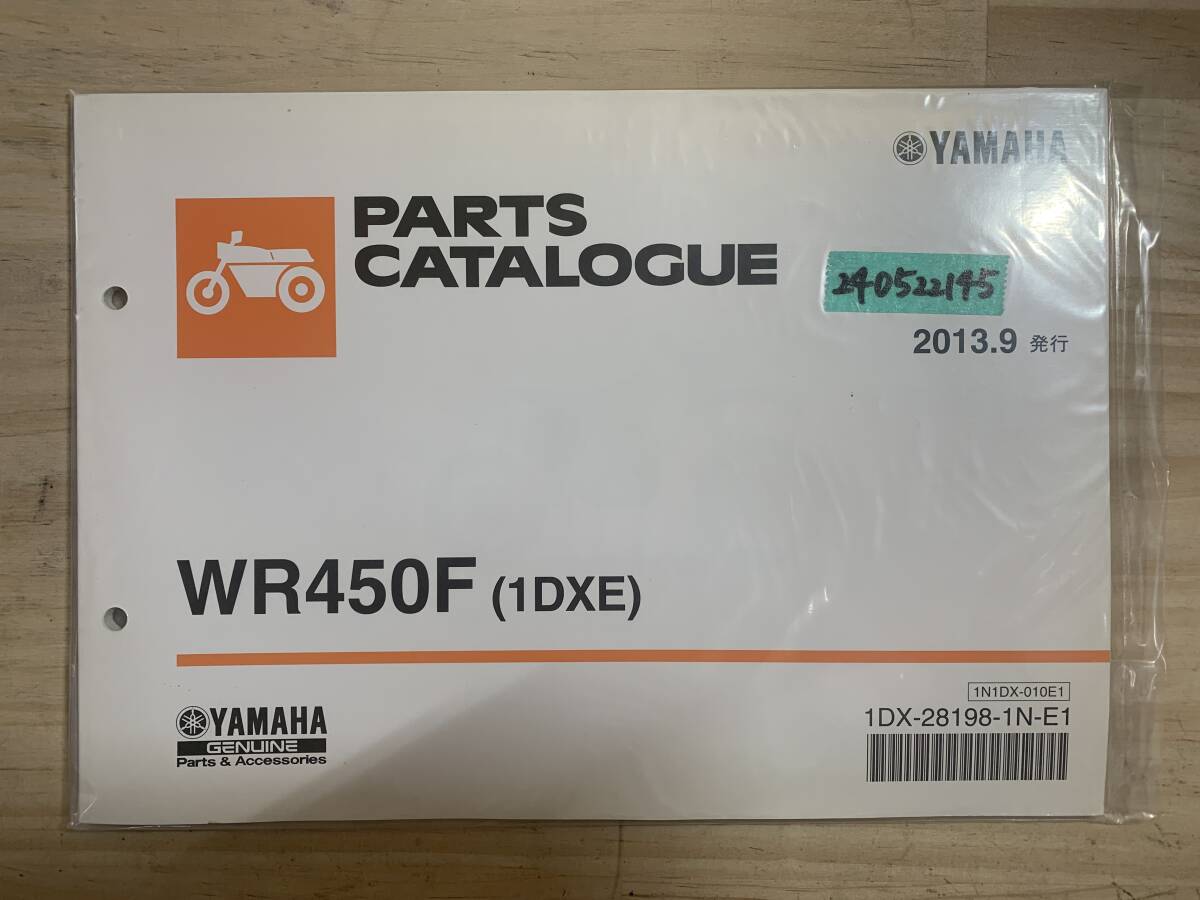 YAMAHA
PARTS
CATALOGUE
240522145
2013.9 発行
WR450F (1DXE)
1N1DX-010E1
1DX-28198-1N-E1
YAMAHA
GENUINE
Parts & Accessories